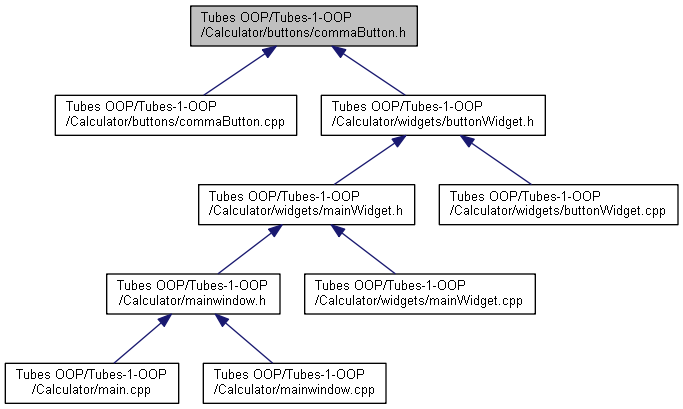 Tubes OOP/Tubes-1-OOP
/Calculator/buttons/commaButton.h
Tubes OOP/Tubes-1-OOP
/Calculator/buttons/commaButton.cpp
Tubes OOP/Tubes-1-OOP
/Calculator/widgets/buttonWidget.h
Tubes OOP/Tubes-1-OOP
/Calculator/widgets/mainWidget.h
Tubes OOP/Tubes-1-OOP
/Calculator/widgets/buttonWidget.cpp
Tubes OOP/Tubes-1-OOP
/Calculator/mainwindow.h
Tubes OOP/Tubes-1-OOP
/Calculator/widgets/mainWidget.cpp
Tubes OOP/Tubes-1-OOP
/Calculator/main.cpp
Tubes OOP/Tubes-1-OOP
/Calculator/mainwindow.cpp